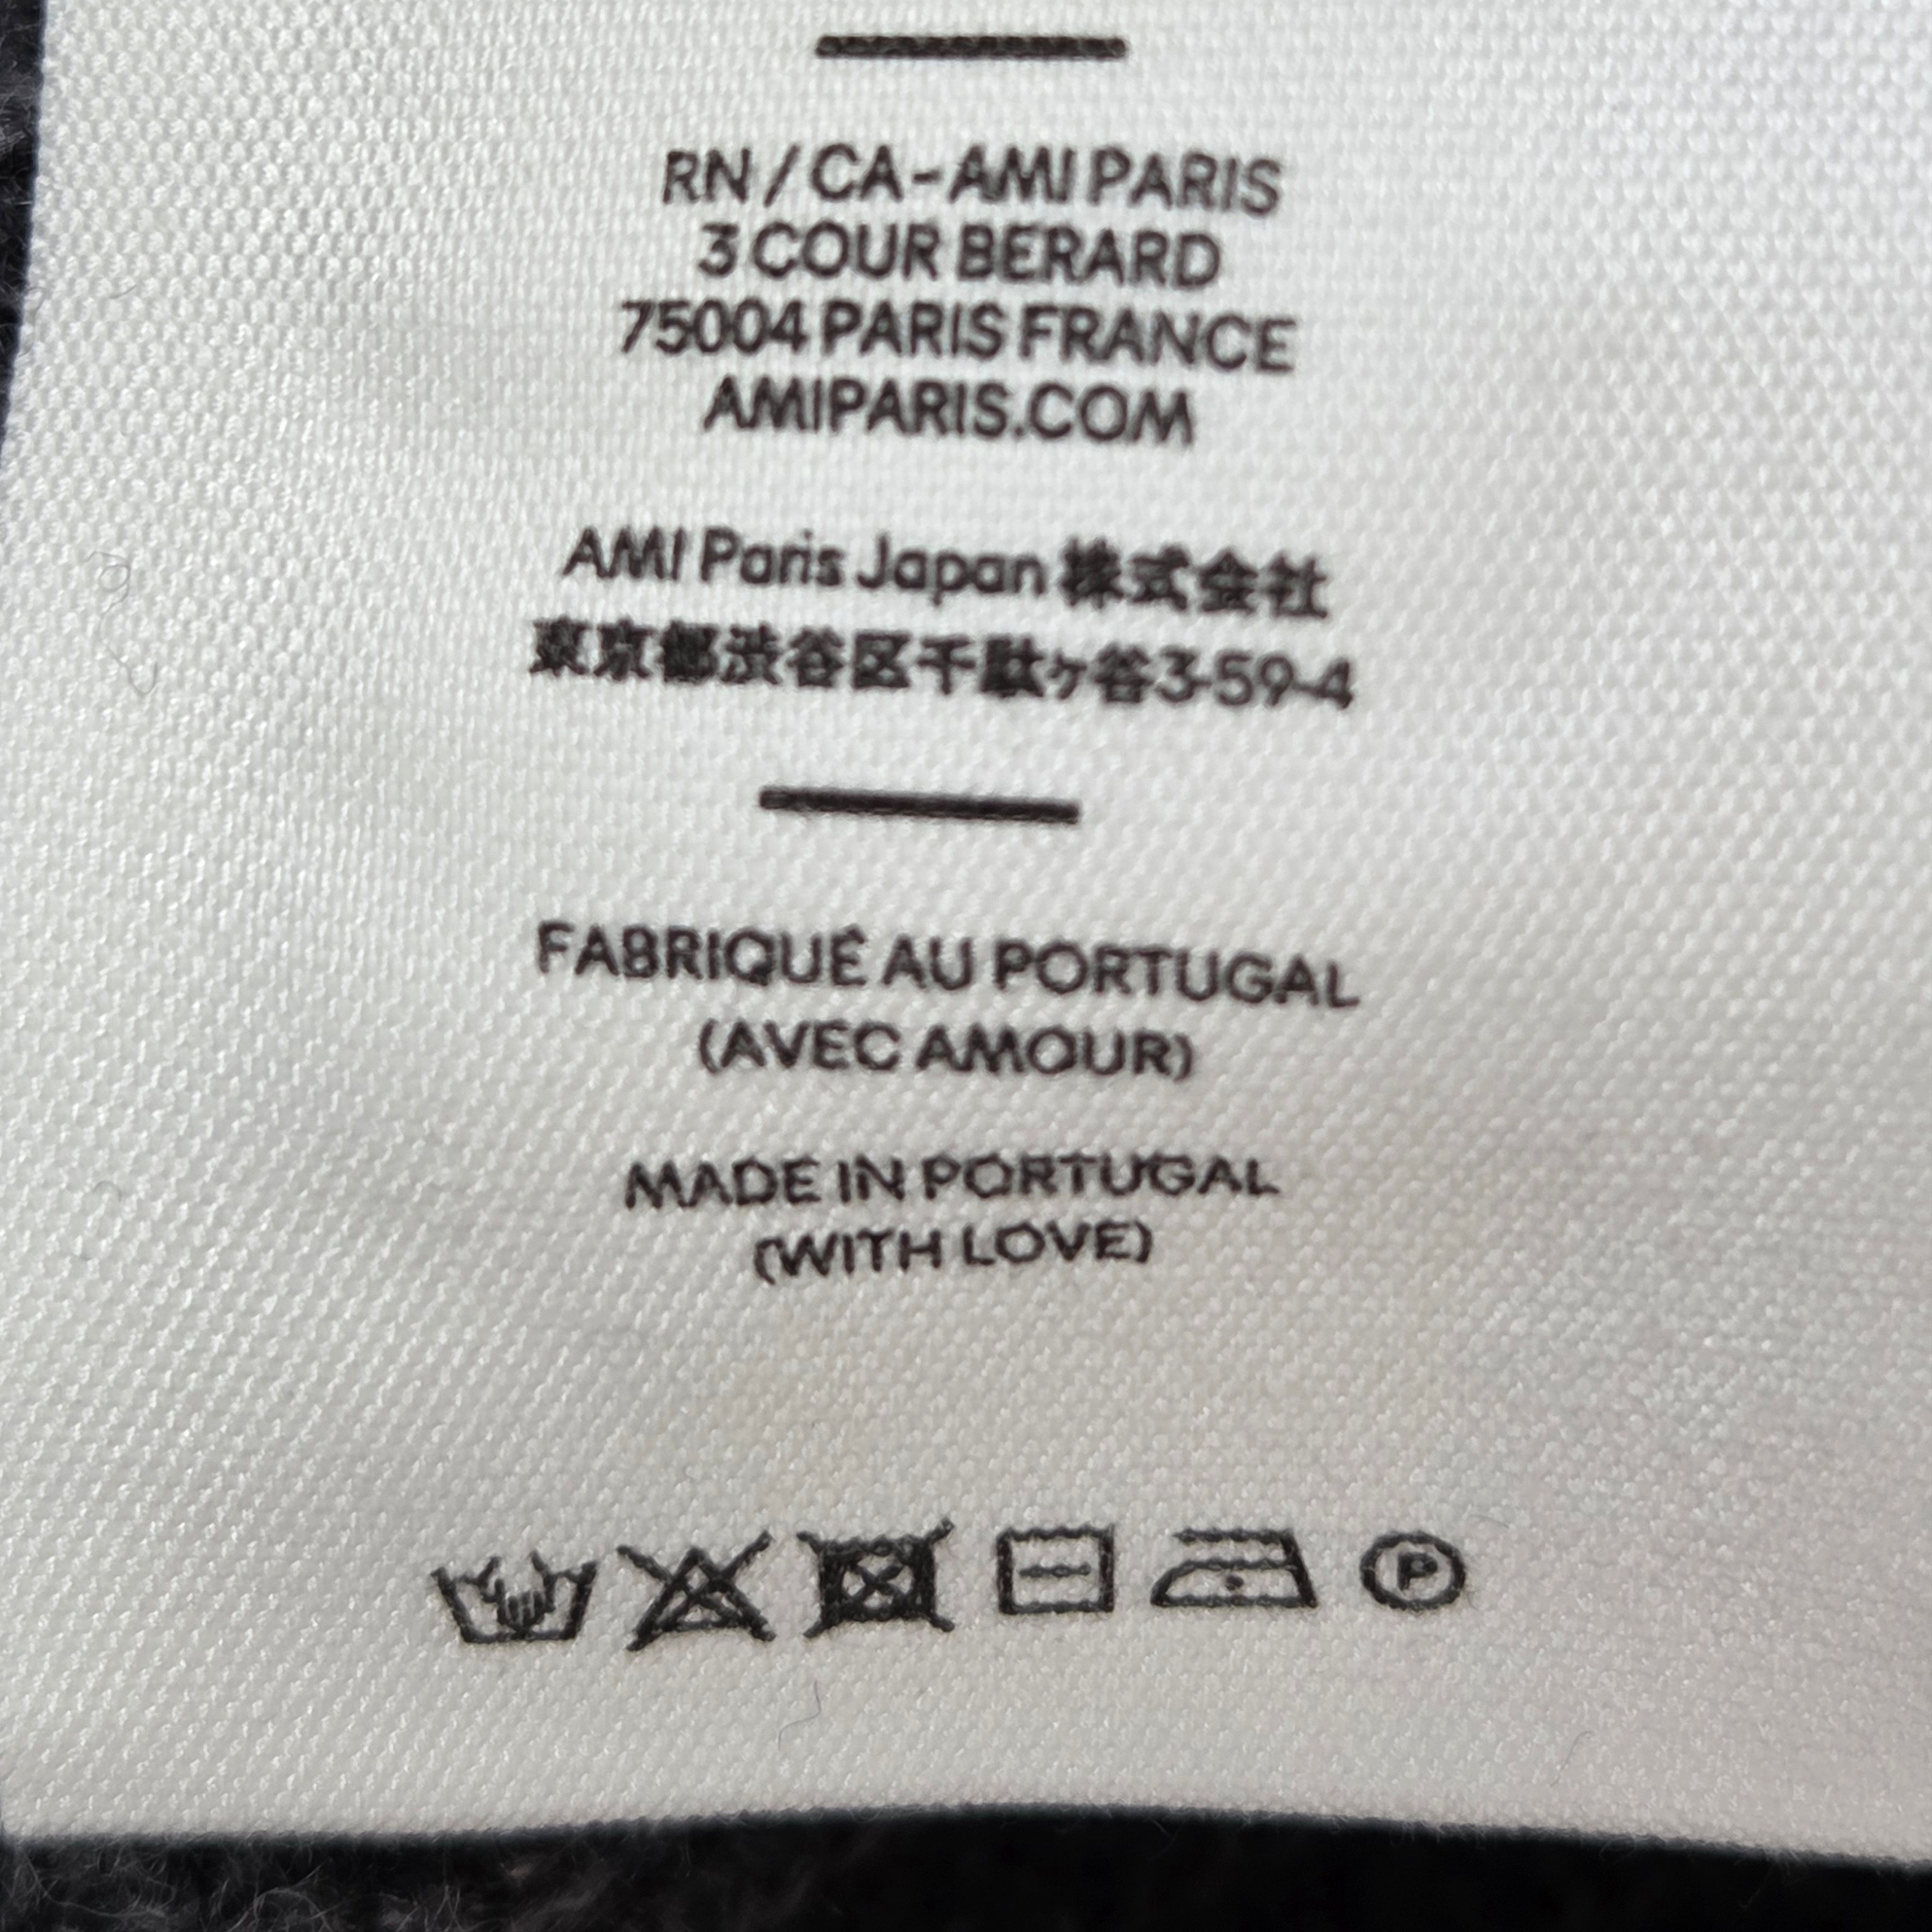 RN / CA - AMI PARIS
3 COUR BERARD
75004 PARIS FRANCE
AMIPARIS.COM
AMI Paris Japan 株式会社
東京都渋谷区千駄ヶ谷3-59-4
FABRIQUÉ AU PORTUGAL
(AVEC AMOUR)
MADE IN PORTUGAL
(WITH LOVE)
P